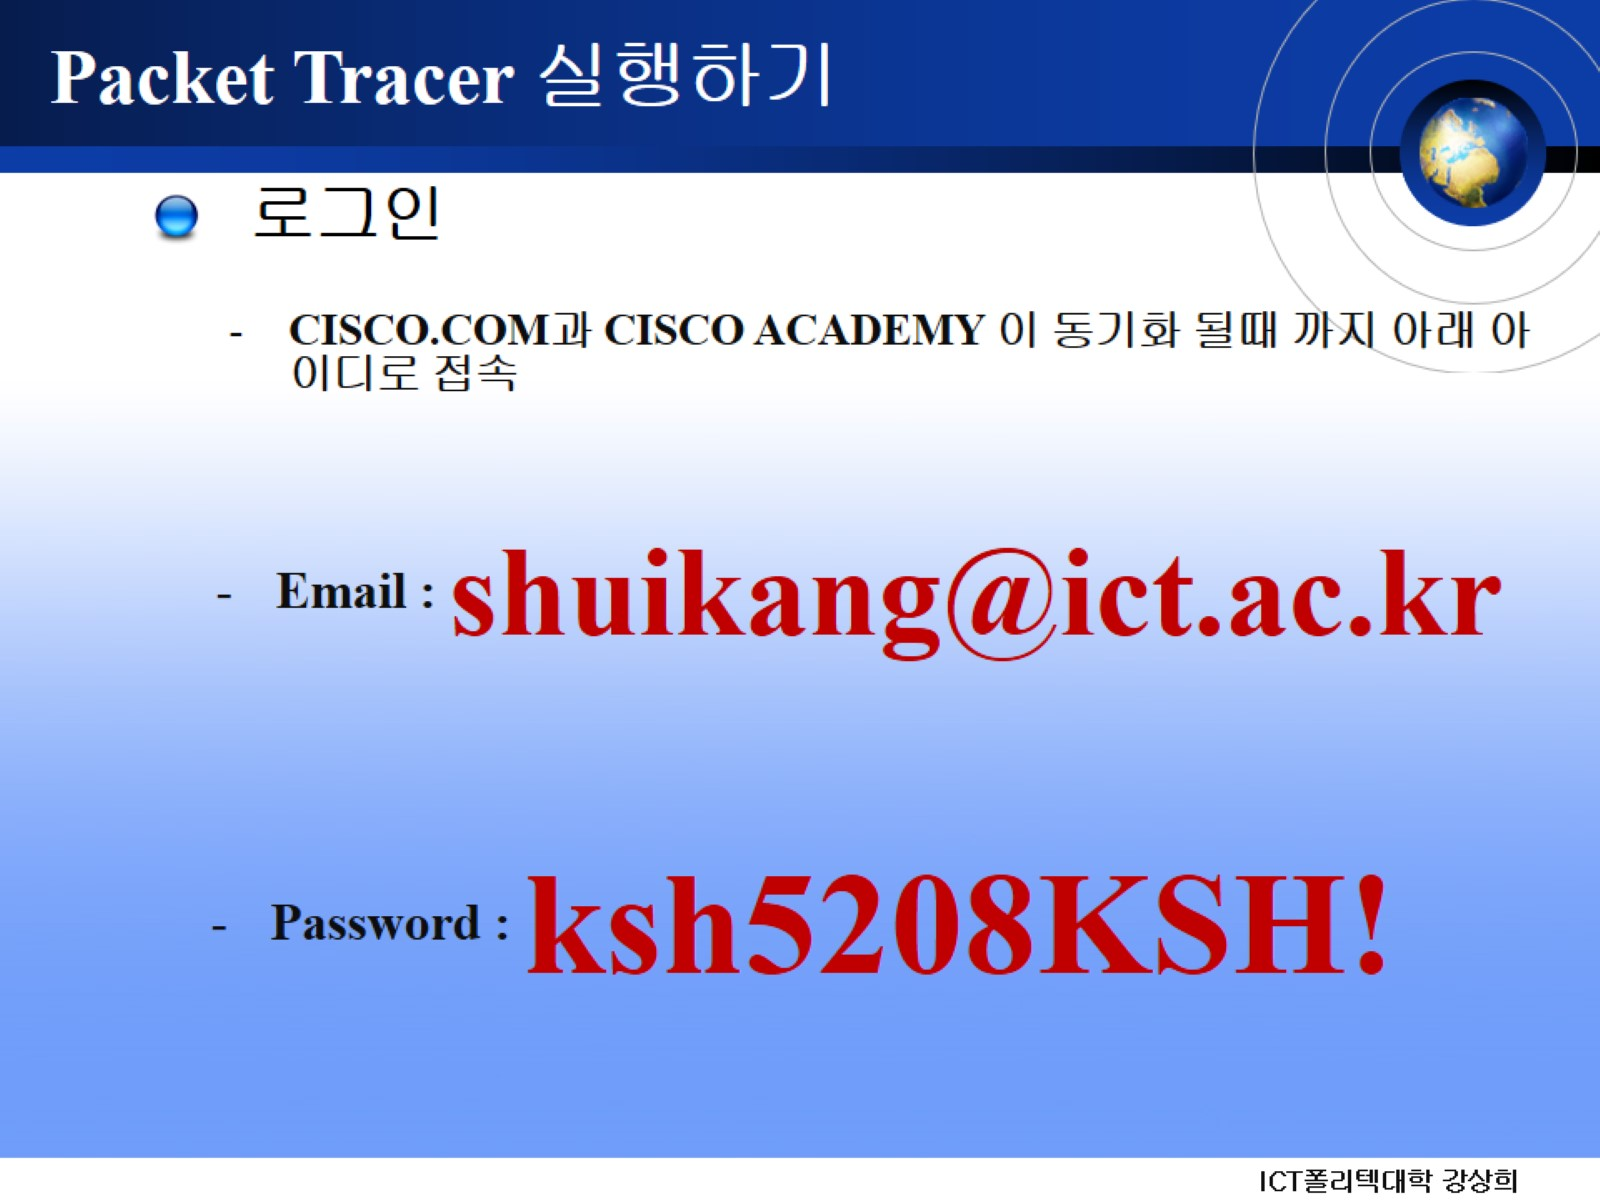 Packet Tracer 실행하기
로그인
- CISCO.COM과 CISCO ACADEMY 이 동기화 될때 까지 아래 아
이디로 접속
- Email : shuikang@ict.ac.kr
- Password : ksh5208KSH!
ICT폴리텍대학 강상희